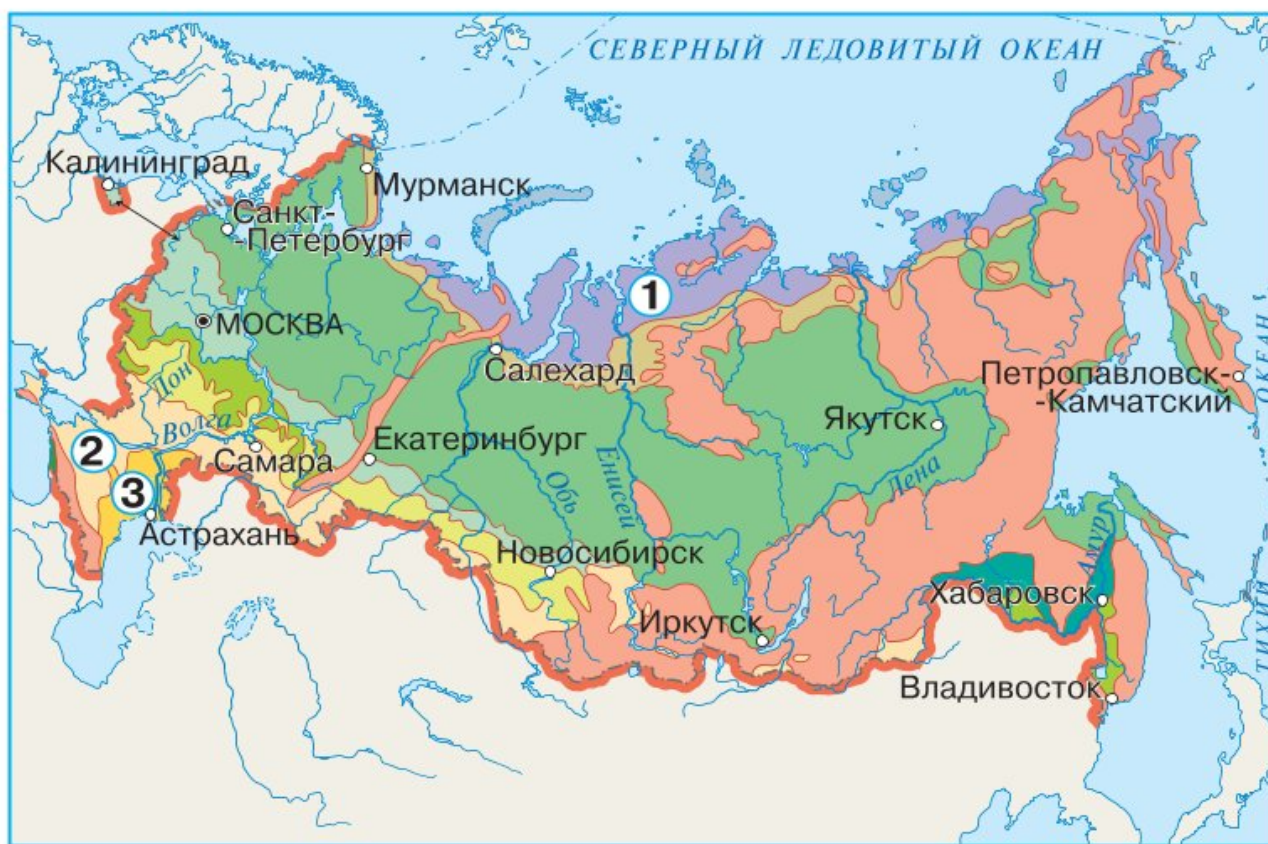 СЕВЕРНЫЙ ЛЕДОВИТЫЙ ОКЕАН
Калининград
Мурманск
Санкт-
-Петербург
1
МОСКВА
Салехард
Петропавловск-
-Камчатский
ОКЕАН
ТИХИЙ
Дон
Волга
Якутск
Екатеринбург
2
Самара
Обь
Енисей
Лена
3
Астрахань
Новосибирск
Амур
Хабаровск
Иркутск
Владивосток